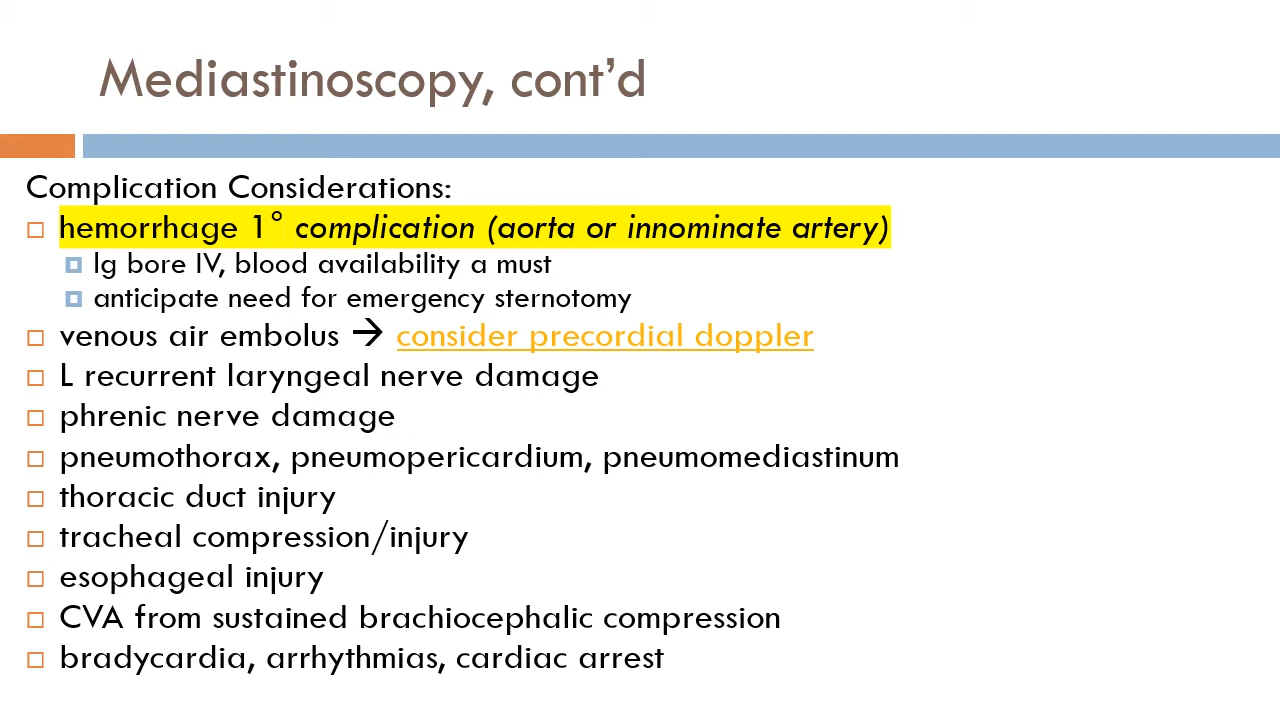 Mediastinoscopy, cont’d
Complication Considerations:
hemorrhage 1° complication (aorta or innominate artery)
lg bore IV, blood availability a must
anticipate need for emergency sternotomy
venous air embolus → consider precordial doppler
L recurrent laryngeal nerve damage
phrenic nerve damage
pneumothorax, pneumopericardium, pneumomediastinum
thoracic duct injury
tracheal compression/injury
esophageal injury
CVA from sustained brachiocephalic compression
bradycardia, arrhythmias, cardiac arrest